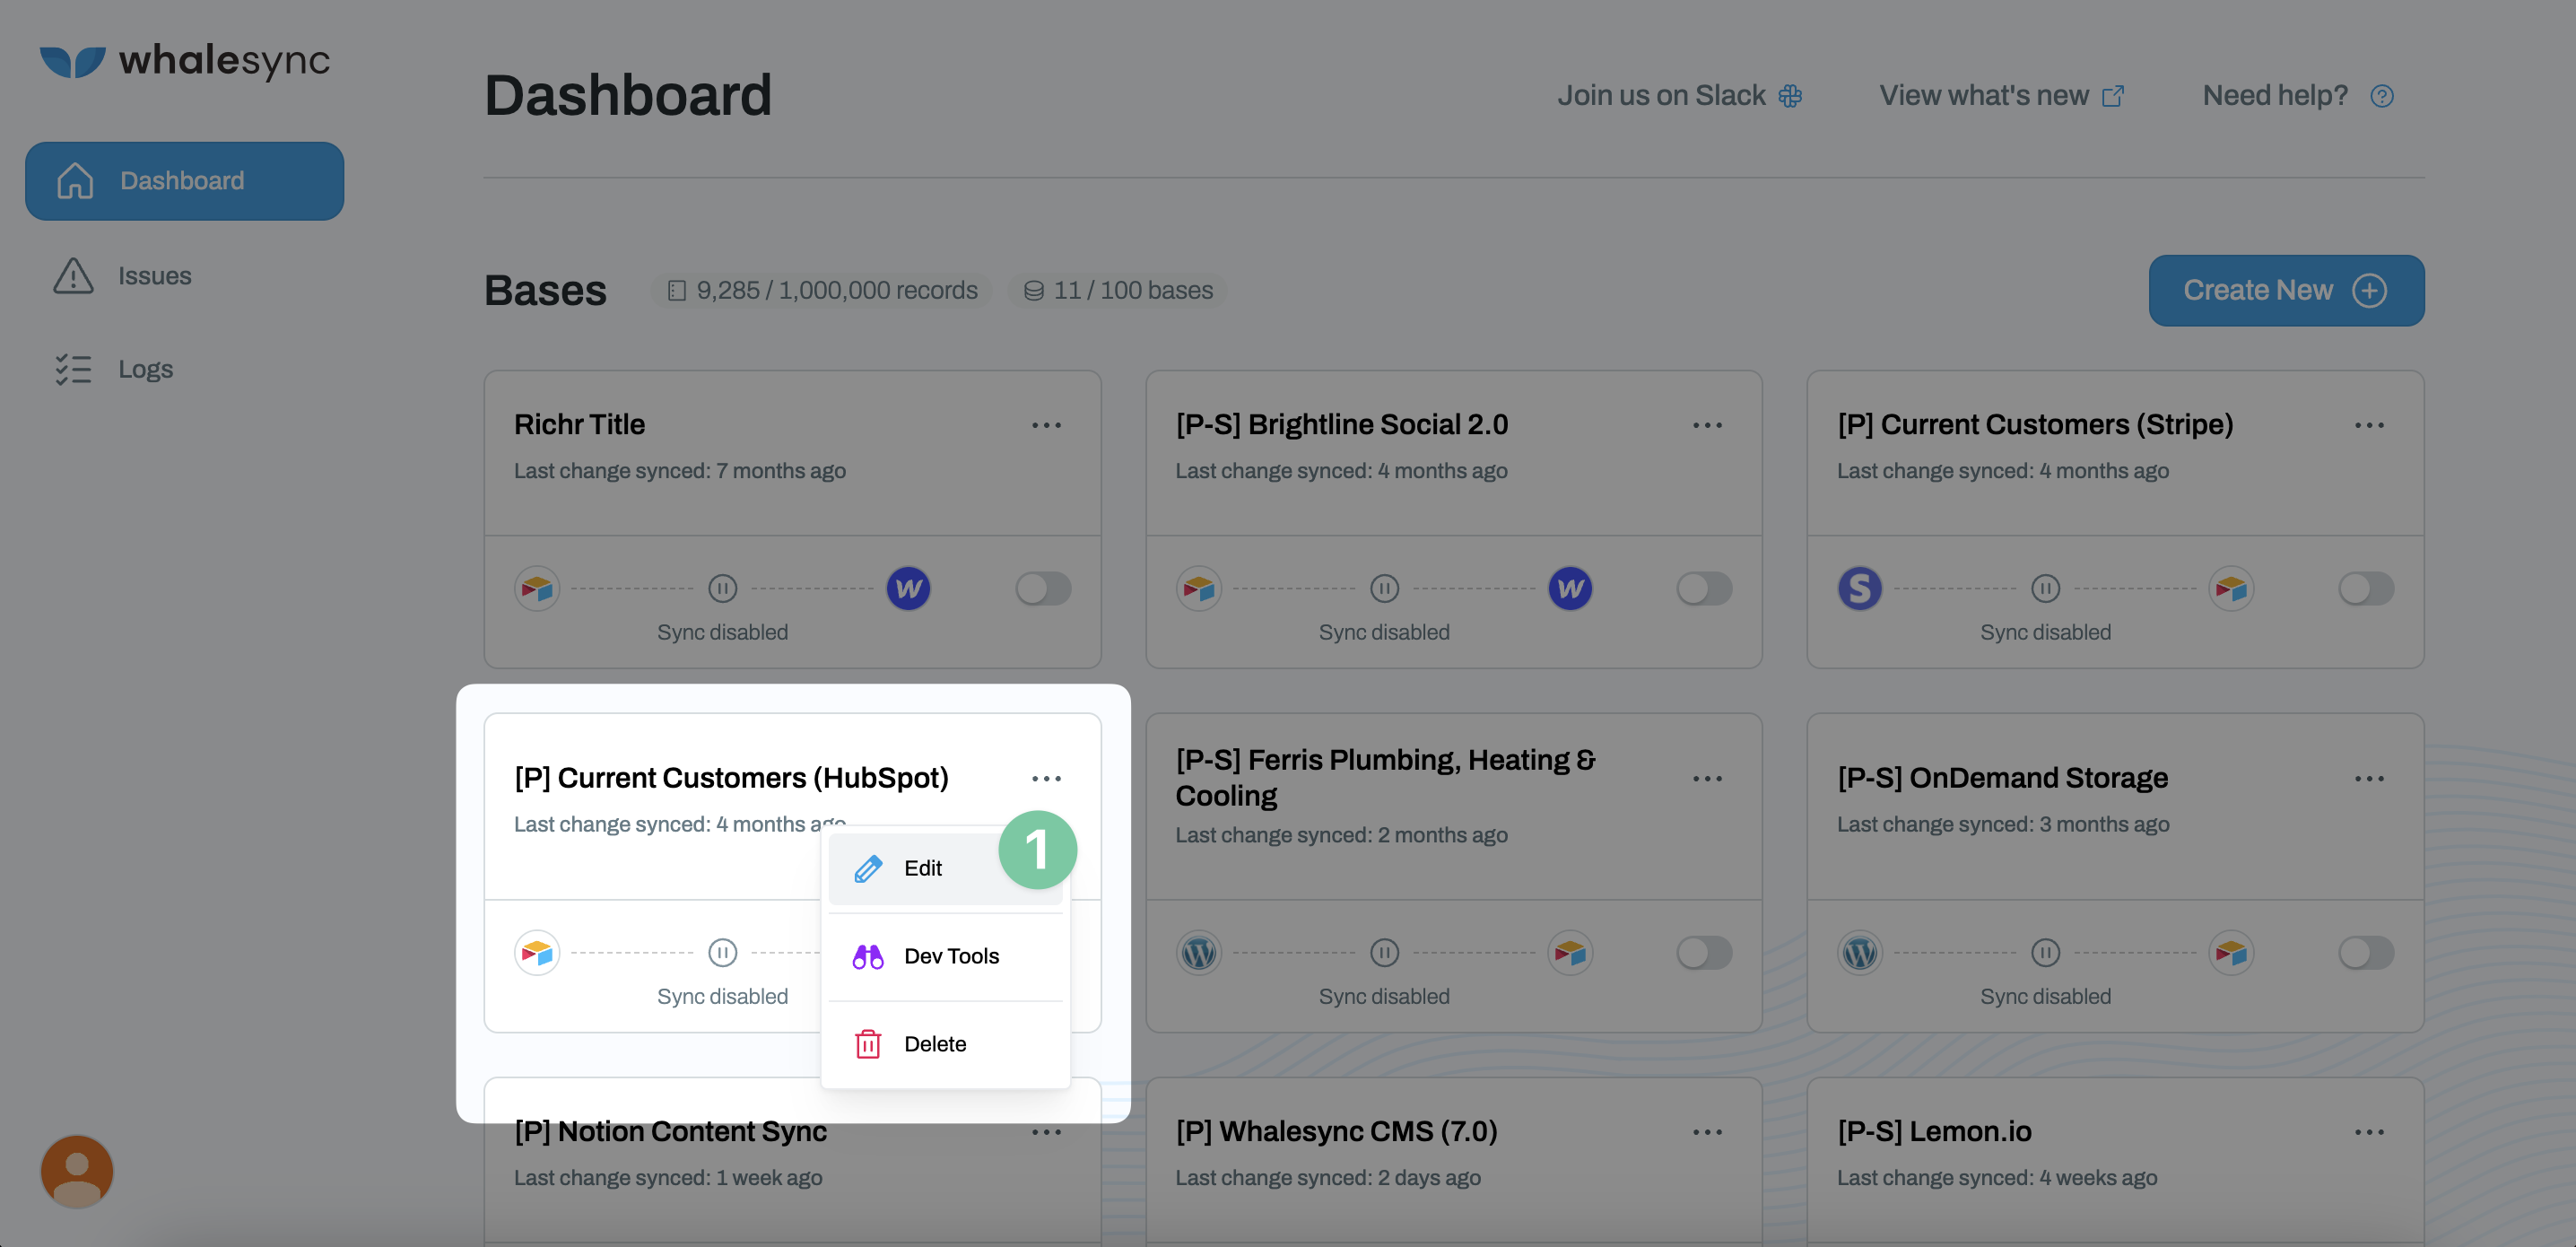 whalesync
Dashboard
Issues
Logs
Dashboard
Join us on Slack
View what's new
Need help?
Bases
9,285 / 1,000,000 records
11 / 100 bases
Create New
Richr Title
Last change synced: 7 months ago
Sync disabled
[P-S] Brightline Social 2.0
Last change synced: 4 months ago
Sync disabled
[P] Current Customers (Stripe)
Last change synced: 4 months ago
Sync disabled
[P] Current Customers (HubSpot)
Last change synced: 4 months ago
Sync disabled
1
Edit
Dev Tools
Delete
[P-S] Ferris Plumbing, Heating &
Cooling
Last change synced: 2 months ago
Sync disabled
[P-S] OnDemand Storage
Last change synced: 3 months ago
Sync disabled
[P] Notion Content Sync
Last change synced: 1 week ago
[P] Whalesync CMS (7.0)
Last change synced: 2 days ago
[P-S] Lemon.io
Last change synced: 4 weeks ago